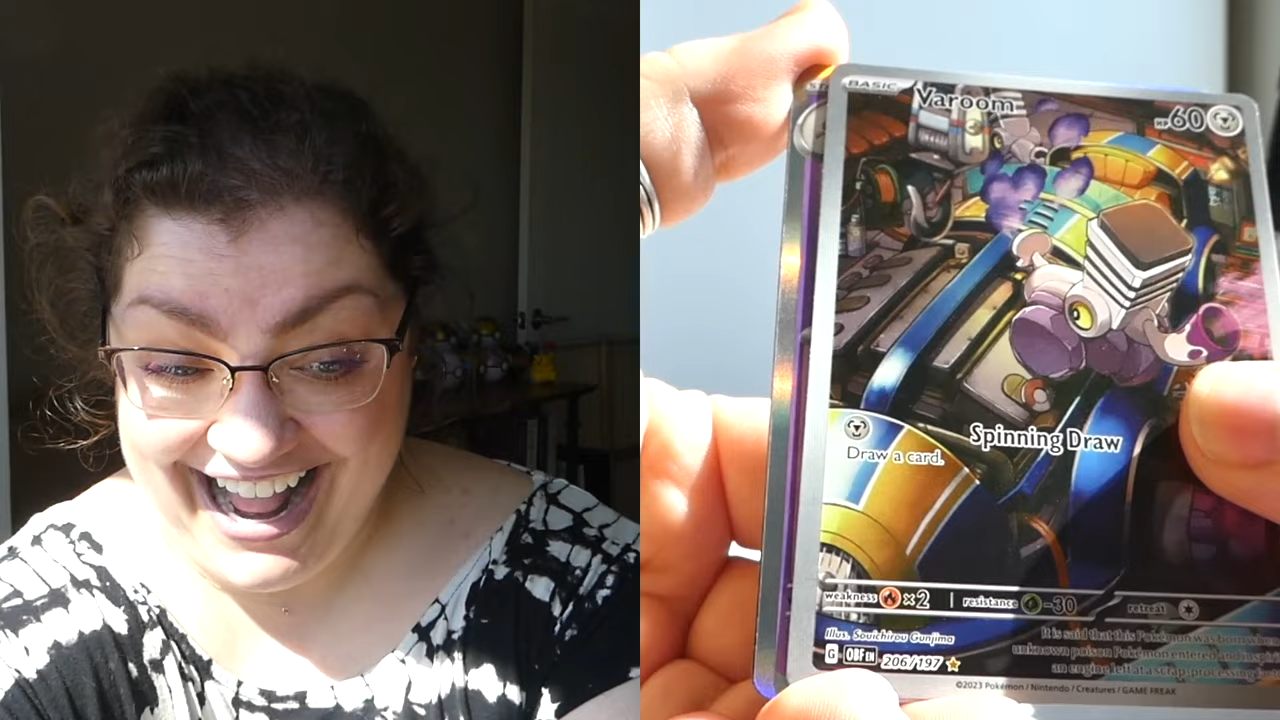 BASIC Varoom HP60
Spinning Draw
Draw a card.
weakness ×2 resistance -30 retreat
Illus. Souichirou Gunjima
G OBF EN 206/197
It is said that this Pokémon was born when
unknown poison Pokémon entered and inspir
an engine left at a scrap-processing
©2023 Pokémon / Nintendo / Creatures / GAME FREAK